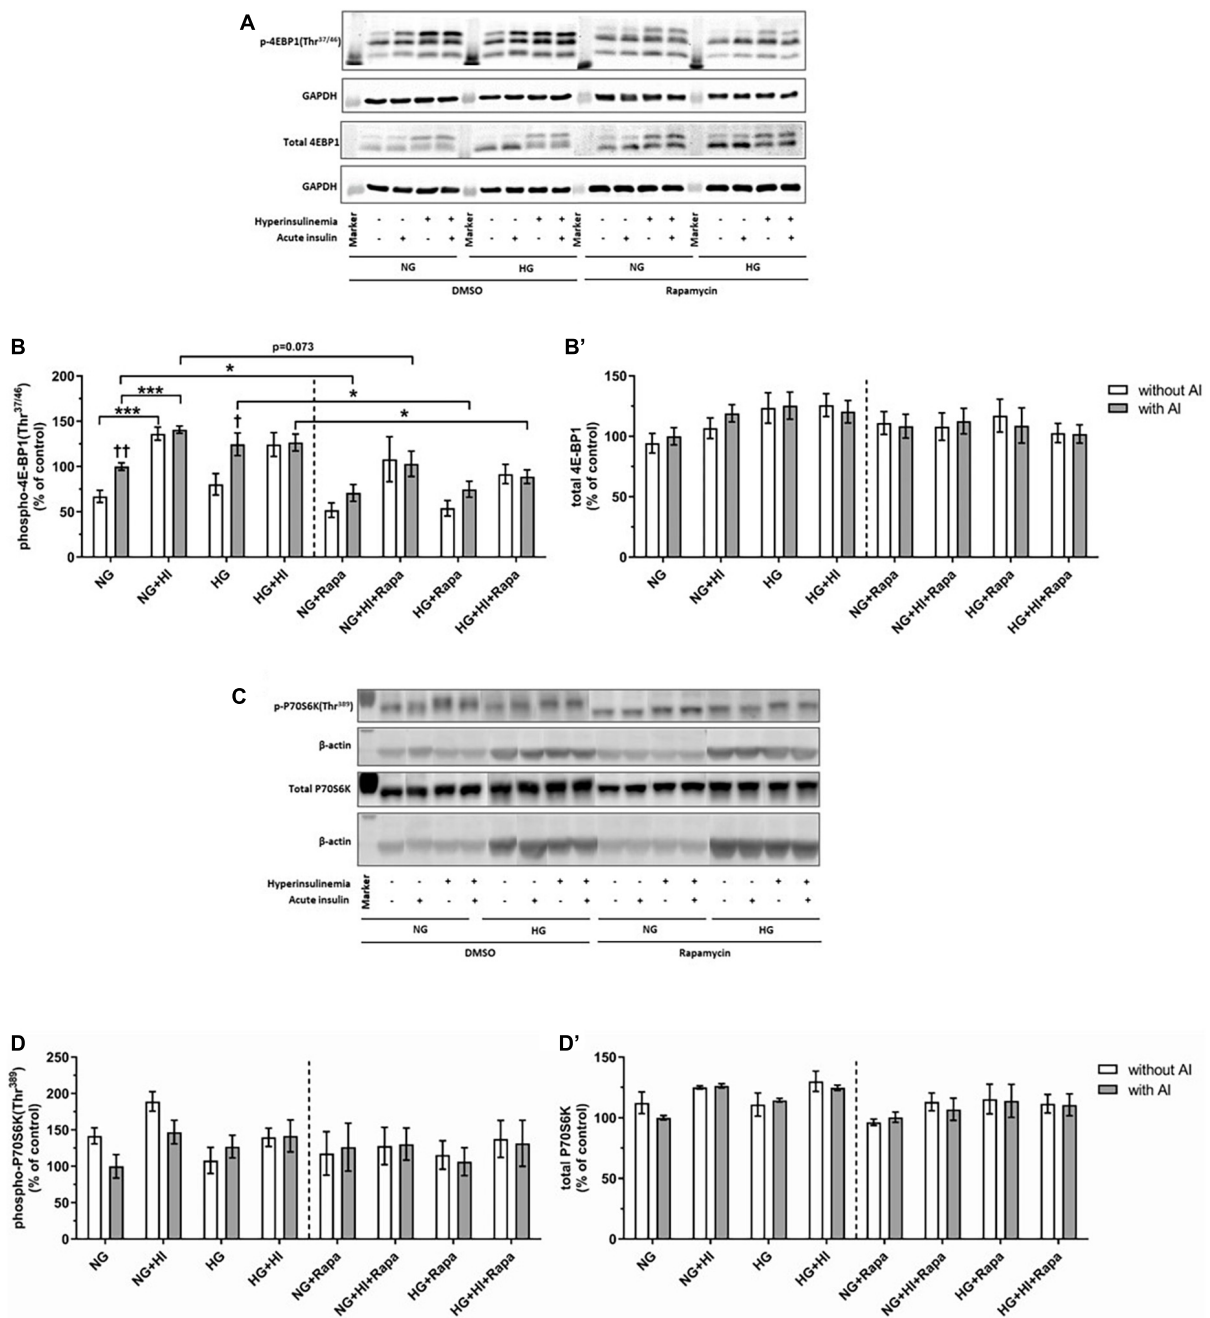 A
p-4EBP1(Thr37/46)
GAPDH
Total 4EBP1
GAPDH
Hyperinsulinemia - - + + - - + + - - + + - - + +
Acute insulin - + - + - + - + - + - + - + - +
Marker Marker Marker Marker
NG HG NG HG
DMSO Rapamycin
B
phospho-4E-BP1(Thr37/46)
(% of control)
200
150
100
50
0
p=0.073
*
*
*
***
***
††
†
NG NG+HI HG HG+HI NG+Rapa NG+HI+Rapa HG+Rapa HG+HI+Rapa
B’
total 4E-BP1
(% of control)
150
100
50
0
NG NG+HI HG HG+HI NG+Rapa NG+HI+Rapa HG+Rapa HG+HI+Rapa
without AI
with AI
C
p-P70S6K(Thr389)
β-actin
Total P70S6K
β-actin
Hyperinsulinemia - - + + - - + + - - + + - - + +
Acute insulin - + - + - + - + - + - + - + - +
Marker
NG HG NG HG
DMSO Rapamycin
D
phospho-P70S6K(Thr389)
(% of control)
250
200
150
100
50
0
NG NG+HI HG HG+HI NG+Rapa NG+HI+Rapa HG+Rapa HG+HI+Rapa
D’
total P70S6K
(% of control)
150
100
50
0
NG NG+HI HG HG+HI NG+Rapa NG+HI+Rapa HG+Rapa HG+HI+Rapa
without AI
with AI